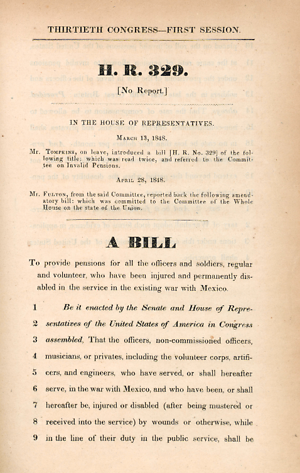 THIRTIETH CONGRESS—FIRST SESSION.
H. R. 329.
[No Report.]
IN THE HOUSE OF REPRESENTATIVES.
MARCH 13, 1848.
Mr. TOMPKINS, on leave, introduced a bill [H. R. No. 329] of the fol-
lowing title: which was read twice, and referred to the Commit-
tee on Invalid Pensions.
APRIL 28, 1848.
Mr. FULTON, from the said Committee, reported back the following amend-
atory bill: which was committed to the Committee of the Whole
House on the state of the Union.
A BILL
To provide pensions for all the officers and soldiers, regular
and volunteer, who have been injured and permanently dis-
abled in the service in the existing war with Mexico.
1 Be it enacted by the Senate and House of Repre-
2 sentatives of the United States of America in Congress
3 assembled, That the officers, non-commissioned officers,
4 musicians, or privates, including the volunteer corps, artifi-
5 cers, and engineers, who have served, or shall hereafter
6 serve, in the war with Mexico, and who have been, or shall
7 hereafter be, injured or disabled (after being mustered or
8 received into the service) by wounds or otherwise, while
9 in the line of their duty in the public service, shall be